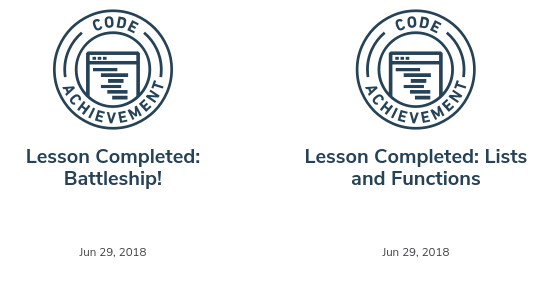 CODE
ACHIEVEMENT
Lesson Completed:
Battleship!
Jun 29, 2018
CODE
ACHIEVEMENT
Lesson Completed: Lists
and Functions
Jun 29, 2018